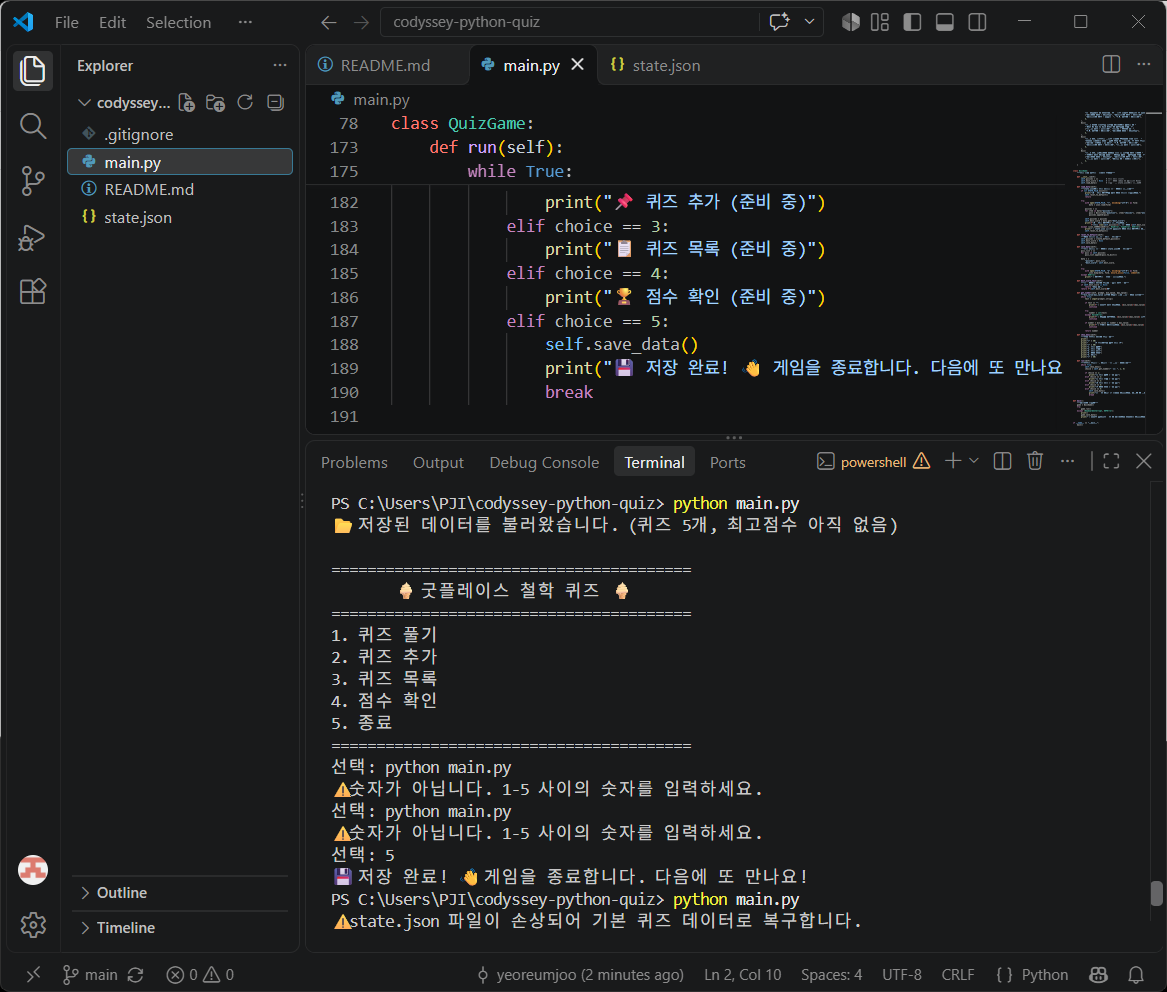 File Edit Selection ··· codyssey-python-quiz
Explorer ···
codyssey...
.gitignore
main.py
README.md
state.json
Outline
Timeline
README.md main.py state.json ···
main.py
78 class QuizGame:
173 def run(self):
175 while True:
182 print("📌 퀴즈 추가 (준비 중)")
183 elif choice == 3:
184 print("📋 퀴즈 목록 (준비 중)")
185 elif choice == 4:
186 print("🏆 점수 확인 (준비 중)")
187 elif choice == 5:
188 self.save_data()
189 print("💾 저장 완료! 👋 게임을 종료합니다. 다음에 또 만나요
190 break
191
Problems Output Debug Console Terminal Ports powershell ···
PS C:\Users\PJI\codyssey-python-quiz> python main.py
📂 저장된 데이터를 불러왔습니다. (퀴즈 5개, 최고점수 아직 없음)
========================================
🍦 굿플레이스 철학 퀴즈 🍦
========================================
1. 퀴즈 풀기
2. 퀴즈 추가
3. 퀴즈 목록
4. 점수 확인
5. 종료
========================================
선택: python main.py
⚠️숫자가 아닙니다. 1-5 사이의 숫자를 입력하세요.
선택: python main.py
⚠️숫자가 아닙니다. 1-5 사이의 숫자를 입력하세요.
선택: 5
💾 저장 완료! 👋 게임을 종료합니다. 다음에 또 만나요!
PS C:\Users\PJI\codyssey-python-quiz> python main.py
⚠️state.json 파일이 손상되어 기본 퀴즈 데이터로 복구합니다.
main 0 0 yeoreumjoo (2 minutes ago) Ln 2, Col 10 Spaces: 4 UTF-8 CRLF {} Python